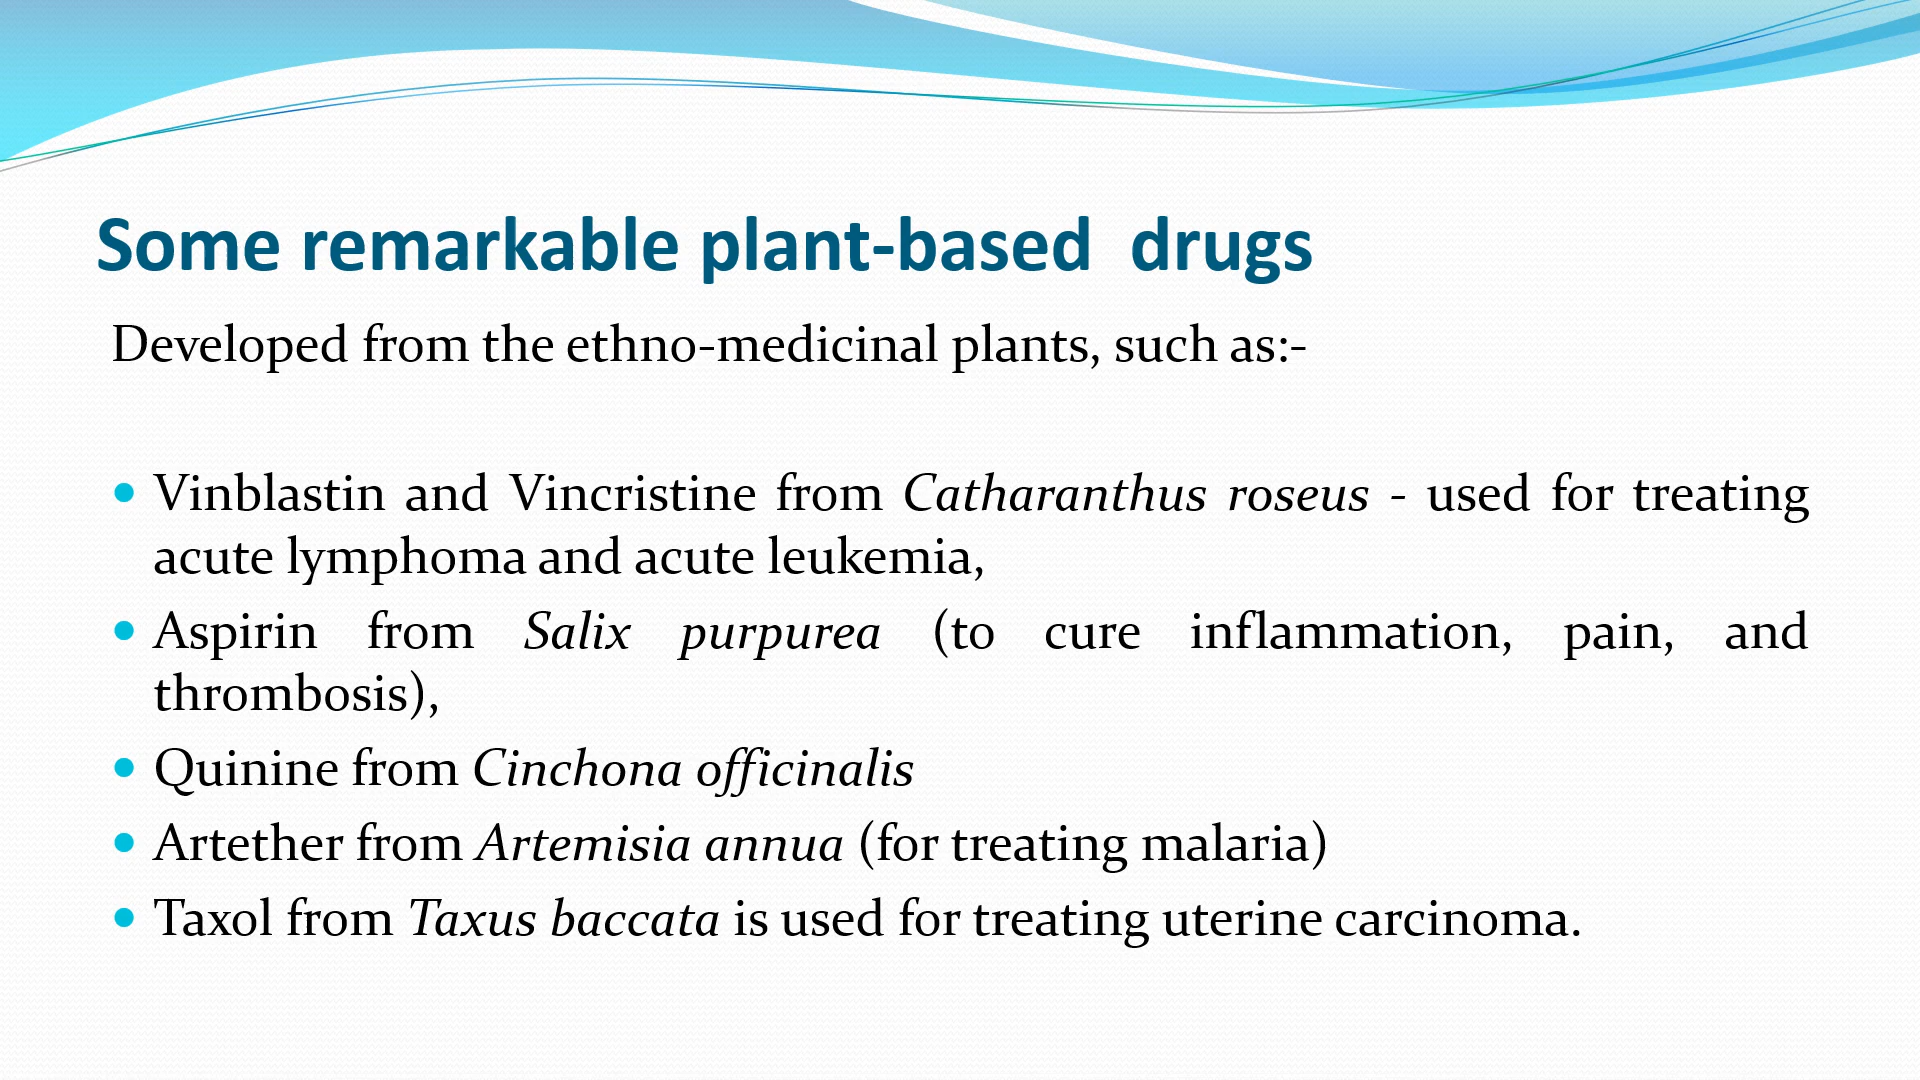 Some remarkable plant-based  drugs
Developed from the ethno-medicinal plants, such as:-
• Vinblastin and Vincristine from Catharanthus roseus - used for treating
acute lymphoma and acute leukemia,
• Aspirin from Salix purpurea (to cure inflammation, pain, and
thrombosis),
• Quinine from Cinchona officinalis
• Artether from Artemisia annua (for treating malaria)
• Taxol from Taxus baccata is used for treating uterine carcinoma.